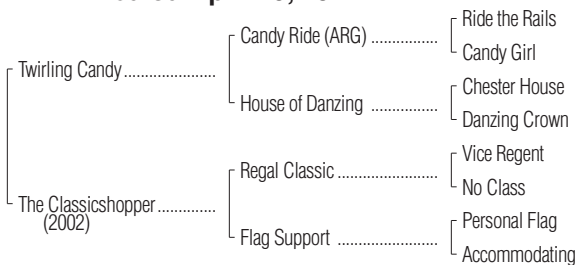 Ride the Rails
Candy Ride (ARG) ................
Candy Girl
Twirling Candy ......................
Chester House
House of Danzing ................
Danzing Crown
Vice Regent
Regal Classic ........................
No Class
The Classicshopper ..............
(2002)
Personal Flag
Flag Support ........................
Accommodating